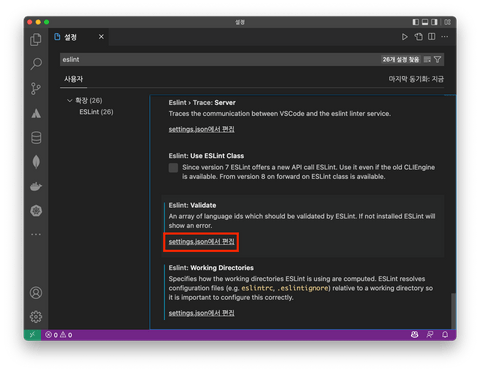 설정
설정
eslint
26개 설정 찾음
사용자
마지막 동기화: 지금
확장 (26)
ESLint (26)
Eslint › Trace: Server
Traces the communication between VSCode and the eslint linter service.
settings.json에서 편집
Eslint: Use ESLint Class
Since version 7 ESLint offers a new API call ESLint. Use it even if the old CLIEngine
is available. From version 8 on forward on ESLint class is available.
Eslint: Validate
An array of language ids which should be validated by ESLint. If not installed ESLint will
show an error.
settings.json에서 편집
Eslint: Working Directories
Specifies how the working directories ESLint is using are computed. ESLint resolves
configuration files (e.g. eslintrc, .eslintignore) relative to a working directory so
it is important to configure this correctly.
settings.json에서 편집
0 0